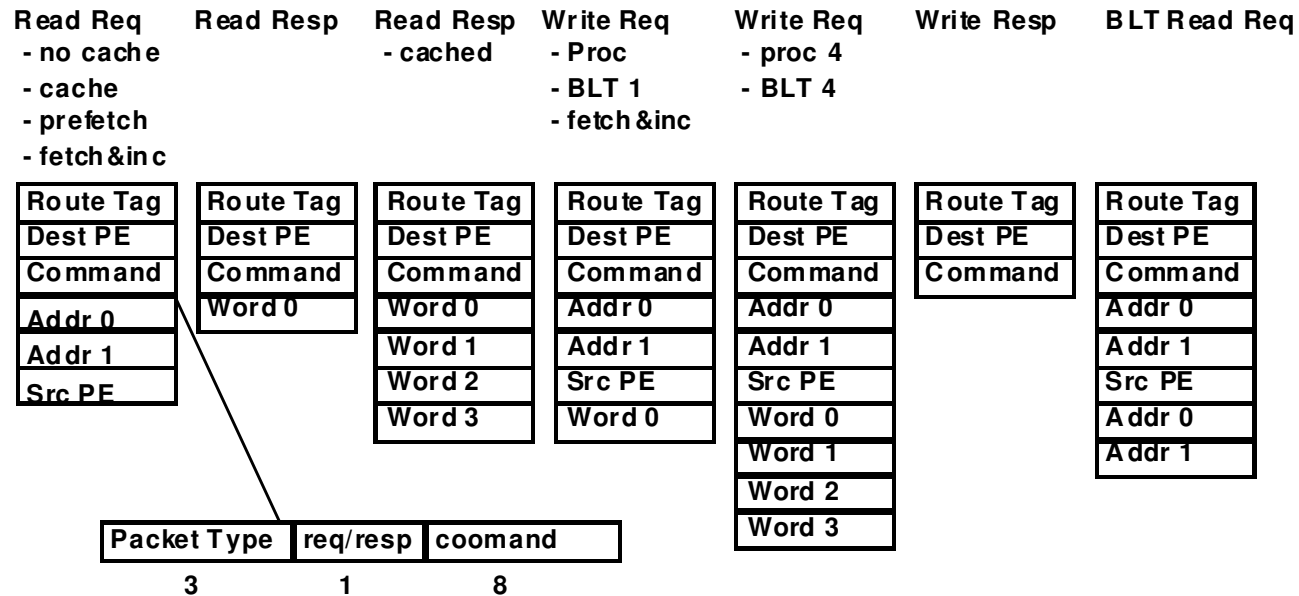 Read Req
- no cache
- cache
- prefetch
- fetch&inc
Read Resp
Read Resp
- cached
Write Req
- Proc
- BLT 1
- fetch&inc
Write Req
- proc 4
- BLT 4
Write Resp
BLT Read Req
Route Tag
Dest PE
Command
Addr 0
Addr 1
Src PE
Route Tag
Dest PE
Command
Word 0
Route Tag
Dest PE
Command
Word 0
Word 1
Word 2
Word 3
Route Tag
Dest PE
Command
Addr 0
Addr 1
Src PE
Word 0
Route Tag
Dest PE
Command
Addr 0
Addr 1
Src PE
Word 0
Word 1
Word 2
Word 3
Route Tag
Dest PE
Command
Route Tag
Dest PE
Command
Addr 0
Addr 1
Src PE
Addr 0
Addr 1
Packet Type req/resp coomand
3 1 8